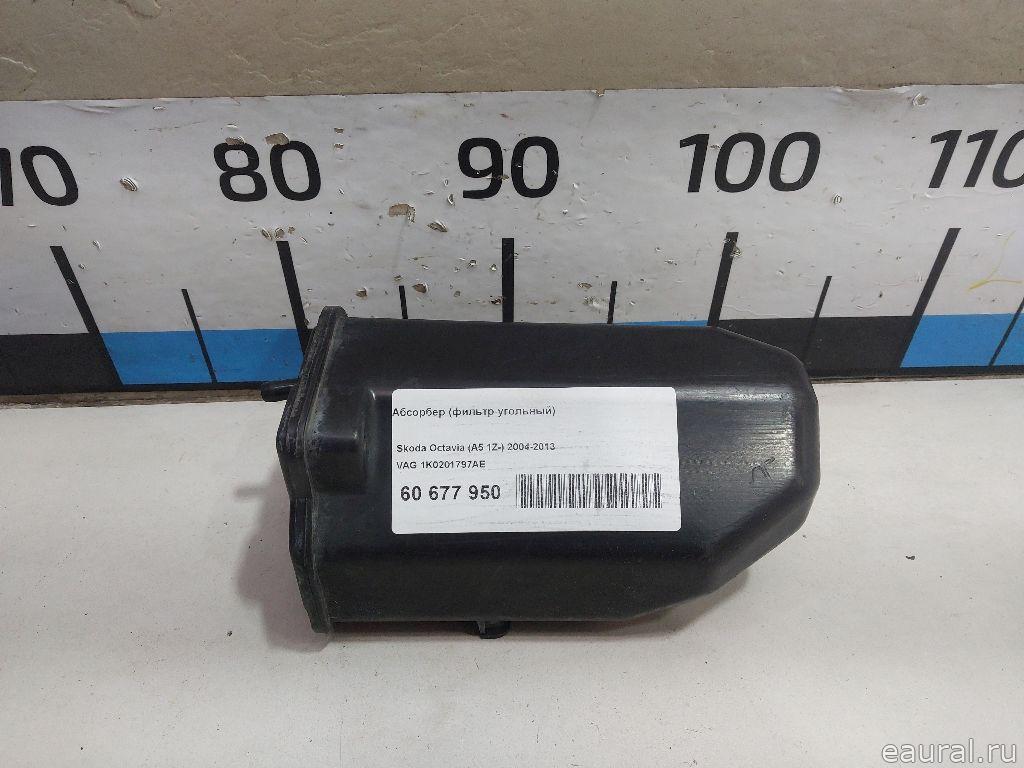 70 80 90 100 110
Абсорбер (фильтр угольный)
Skoda Octavia (A5 1Z-) 2004-2013
VAG 1K0201797AE
60 677 950
eaural.ru